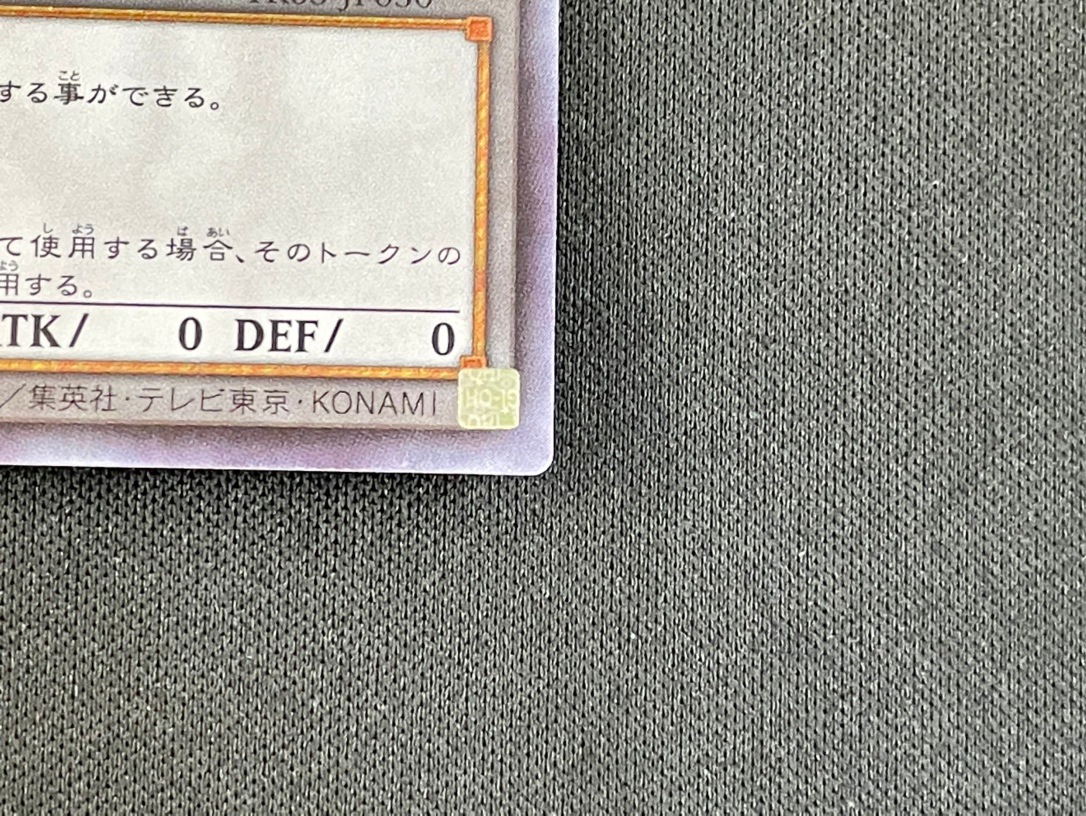 する事ができる。
て使用する場合、そのトークンの
用する。
ATK/ 0 DEF/ 0
／集英社・テレビ東京・KONAMI